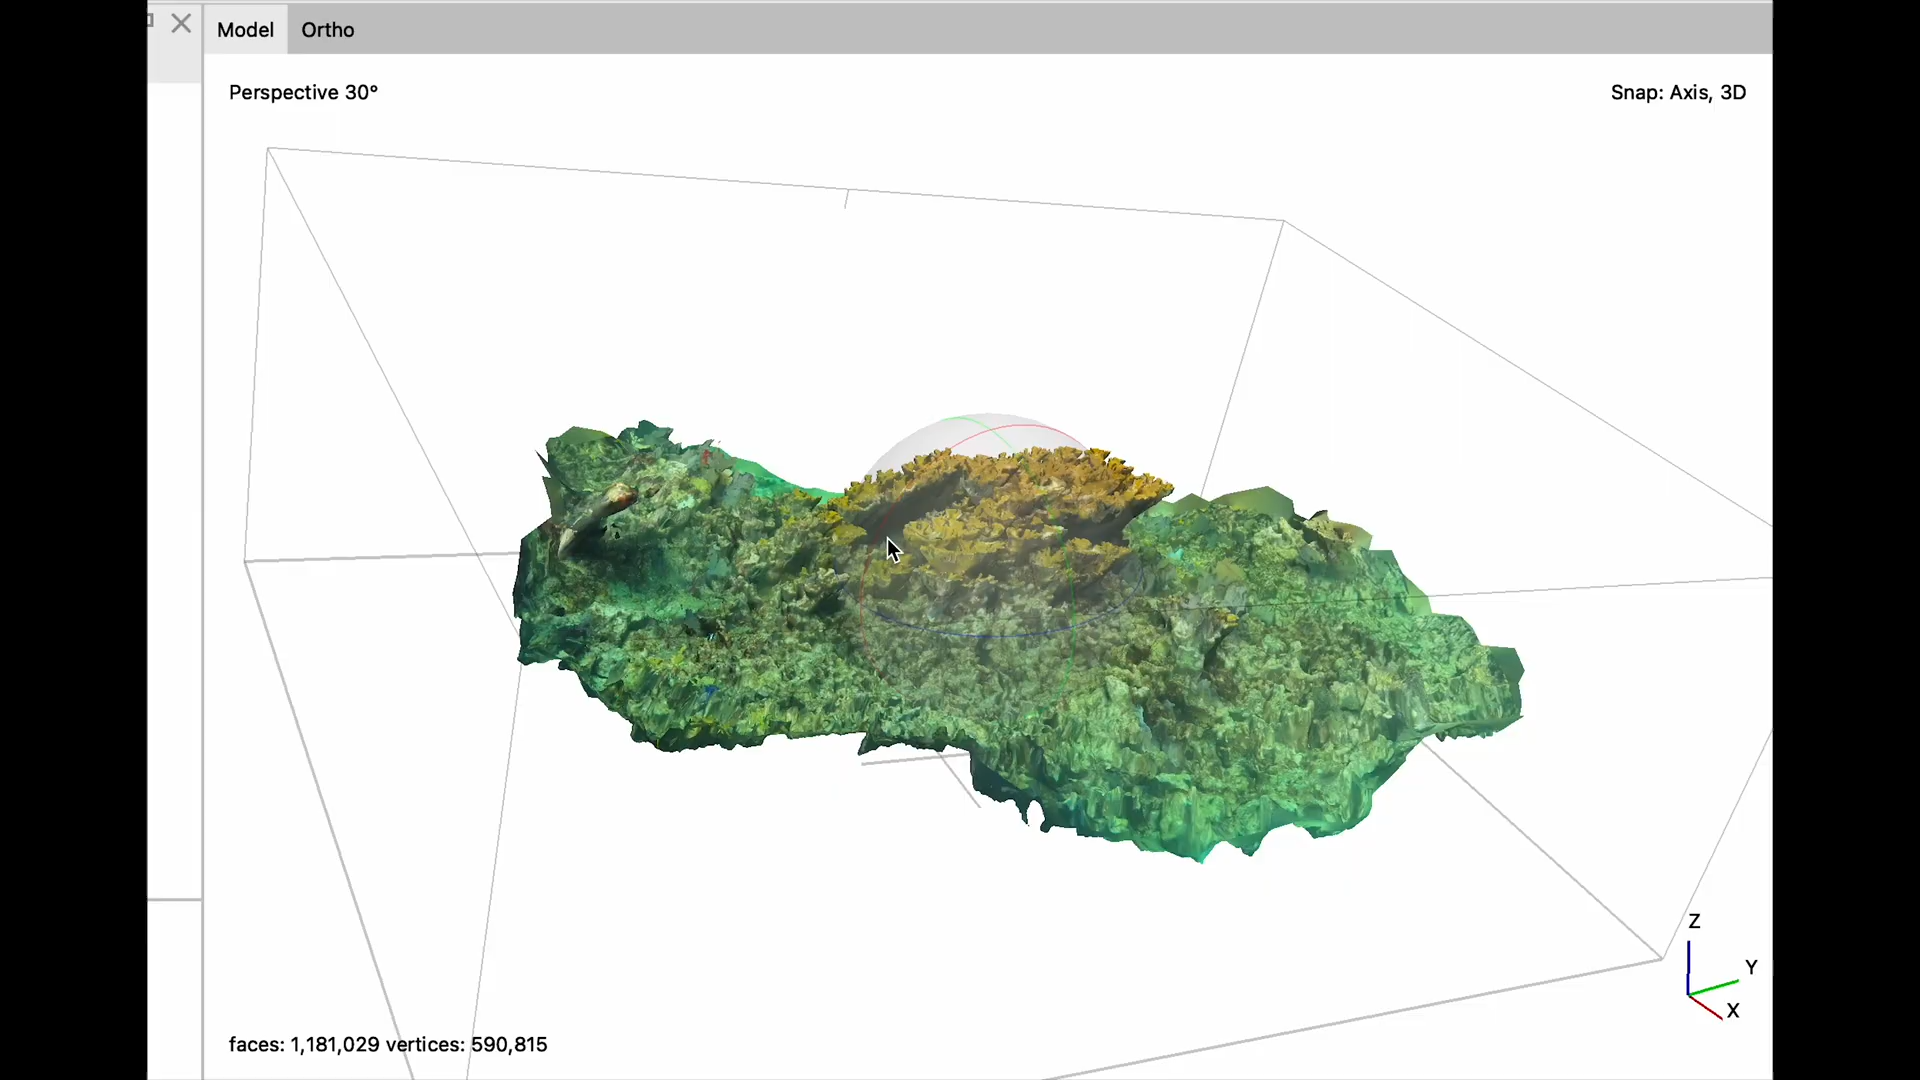 Model Ortho
Perspective 30°
Snap: Axis, 3D
Z
Y
X
faces: 1,181,029 vertices: 590,815